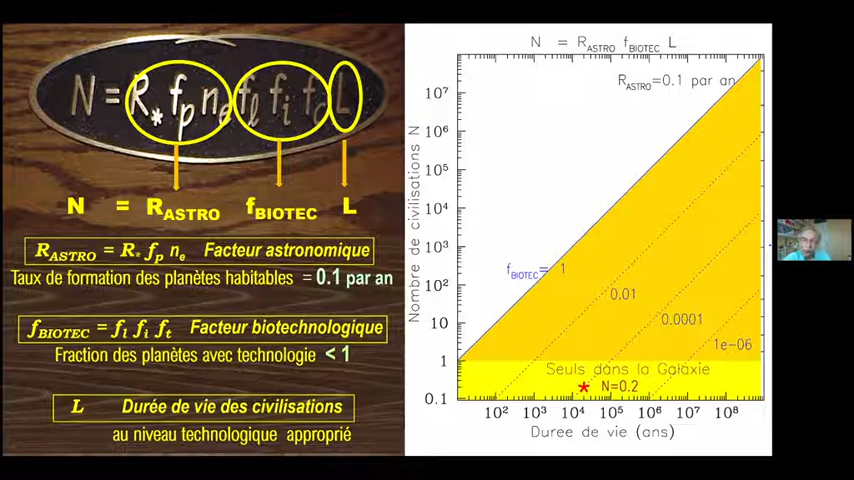 N = R* fp ne fl fi fc L
N = RASTRO fBIOTEC L
RASTRO = R* fp ne Facteur astronomique
Taux de formation des planètes habitables = 0.1 par an
fBIOTEC = fl fi ft Facteur biotechnologique
Fraction des planètes avec technologie < 1
L Durée de vie des civilisations
au niveau technologique approprié
N = RASTRO fBIOTEC L
RASTRO=0.1 par an
Nombre de civilisations N
10⁷
10⁶
10⁵
10⁴
10³
10²
10
1
0.1
fBIOTEC= 1
0.01
0.0001
1e-06
Seuls dans la Galaxie
N=0.2
10² 10³ 10⁴ 10⁵ 10⁶ 10⁷ 10⁸
Duree de vie (ans)